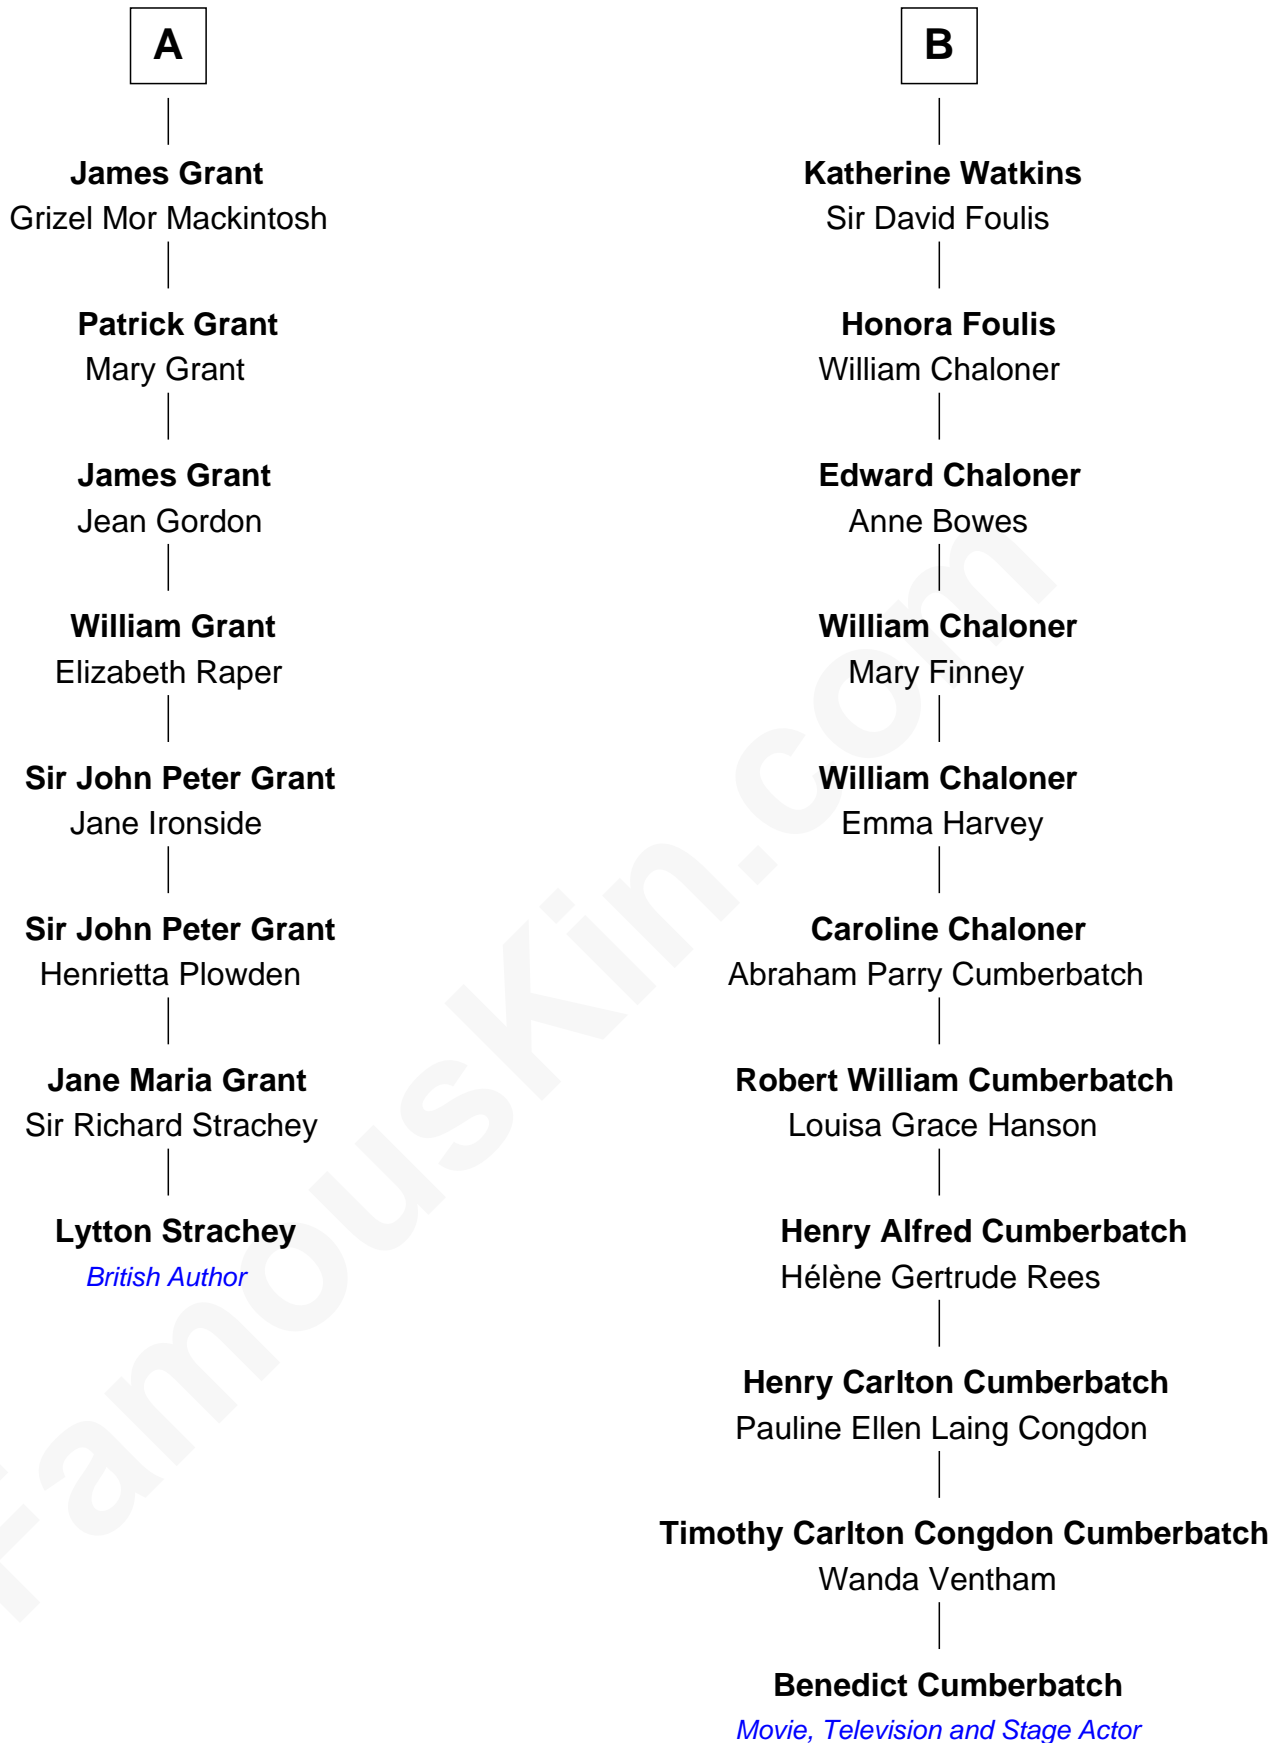 A
James Grant
Grizel Mor Mackintosh
Patrick Grant
Mary Grant
James Grant
Jean Gordon
William Grant
Elizabeth Raper
Sir John Peter Grant
Jane Ironside
Sir John Peter Grant
Henrietta Plowden
Jane Maria Grant
Sir Richard Strachey
Lytton Strachey
British Author
B
Katherine Watkins
Sir David Foulis
Honora Foulis
William Chaloner
Edward Chaloner
Anne Bowes
William Chaloner
Mary Finney
William Chaloner
Emma Harvey
Caroline Chaloner
Abraham Parry Cumberbatch
Robert William Cumberbatch
Louisa Grace Hanson
Henry Alfred Cumberbatch
Hélène Gertrude Rees
Henry Carlton Cumberbatch
Pauline Ellen Laing Congdon
Timothy Carlton Congdon Cumberbatch
Wanda Ventham
Benedict Cumberbatch
Movie, Television and Stage Actor
FamousKin.com